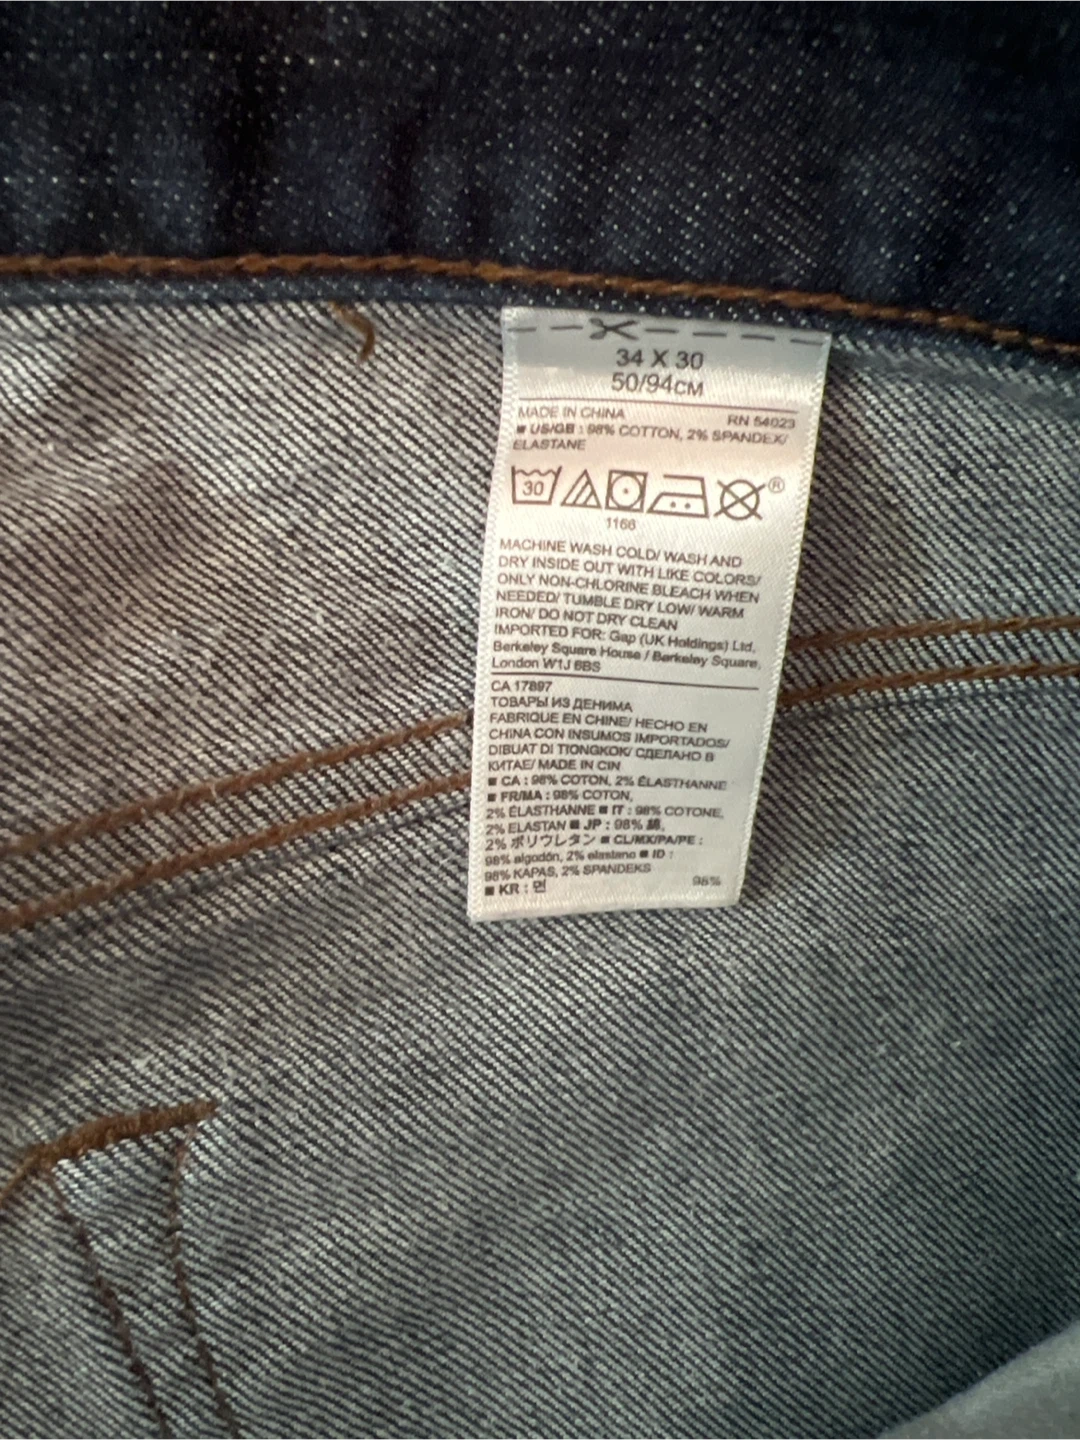 34 X 30
50/94CM
MADE IN CHINA
RN 54023
■ US/GB : 98% COTTON, 2% SPANDEX/
ELASTANE
30
®
1166
MACHINE WASH COLD/ WASH AND
DRY INSIDE OUT WITH LIKE COLORS/
ONLY NON-CHLORINE BLEACH WHEN
NEEDED/ TUMBLE DRY LOW/ WARM
IRON/ DO NOT DRY CLEAN
IMPORTED FOR: Gap (UK Holdings) Ltd.
Berkeley Square House / Berkeley Square,
London W1J 6BS
CA 17897
ТОВАРЫ ИЗ ДЕНИМА
FABRIQUE EN CHINE/ HECHO EN
CHINA CON INSUMOS IMPORTADOS/
DIBUAT DI TIONGKOK/ СДЕЛАНО В
КИТАЕ/ MADE IN CIN
■ CA : 98% COTON, 2% ÉLASTHANNE
■ FR/MA : 98% COTON,
2% ÉLASTHANNE ■ IT : 98% COTONE,
2% ELASTAN ■ JP : 98% 綿,
2% ポリウレタン ■ CL/MX/PA/PE :
98% algodón, 2% elastano ■ ID :
98% KAPAS, 2% SPANDEKS
■ KR : 면
98%